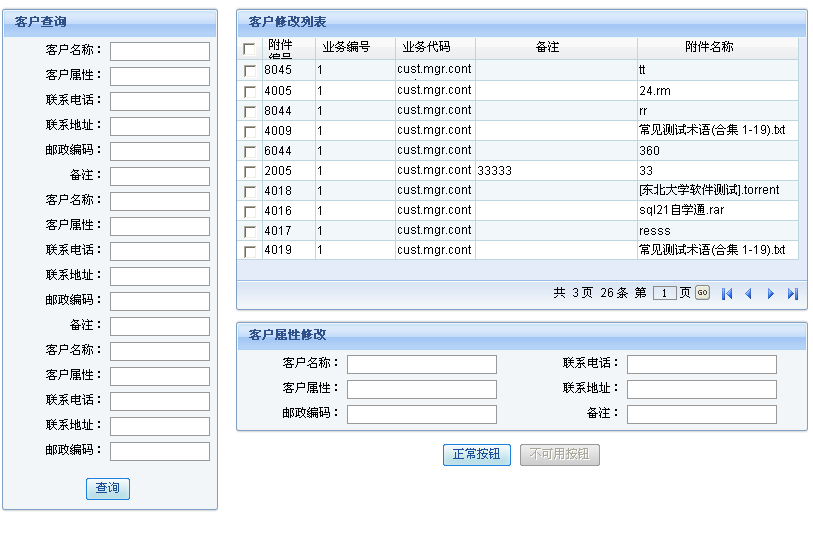 客户查询
客户名称：
客户属性：
联系电话：
联系地址：
邮政编码：
备注：
客户名称：
客户属性：
联系电话：
联系地址：
邮政编码：
备注：
客户名称：
客户属性：
联系电话：
联系地址：
邮政编码：
查询
客户修改列表
附件编号 业务编号 业务代码 备注 附件名称
8045 1 cust.mgr.cont tt
4005 1 cust.mgr.cont 24.rm
8044 1 cust.mgr.cont rr
4009 1 cust.mgr.cont 常见测试术语(合集 1-19).txt
6044 1 cust.mgr.cont 360
2005 1 cust.mgr.cont 33333 33
4018 1 cust.mgr.cont [东北大学软件测试].torrent
4016 1 cust.mgr.cont sql21自学通.rar
4017 1 cust.mgr.cont resss
4019 1 cust.mgr.cont 常见测试术语(合集 1-19).txt
共 3页 26条 第 1 页 GO
客户属性修改
客户名称： 联系电话：
客户属性： 联系地址：
邮政编码： 备注：
正常按钮 不可用按钮